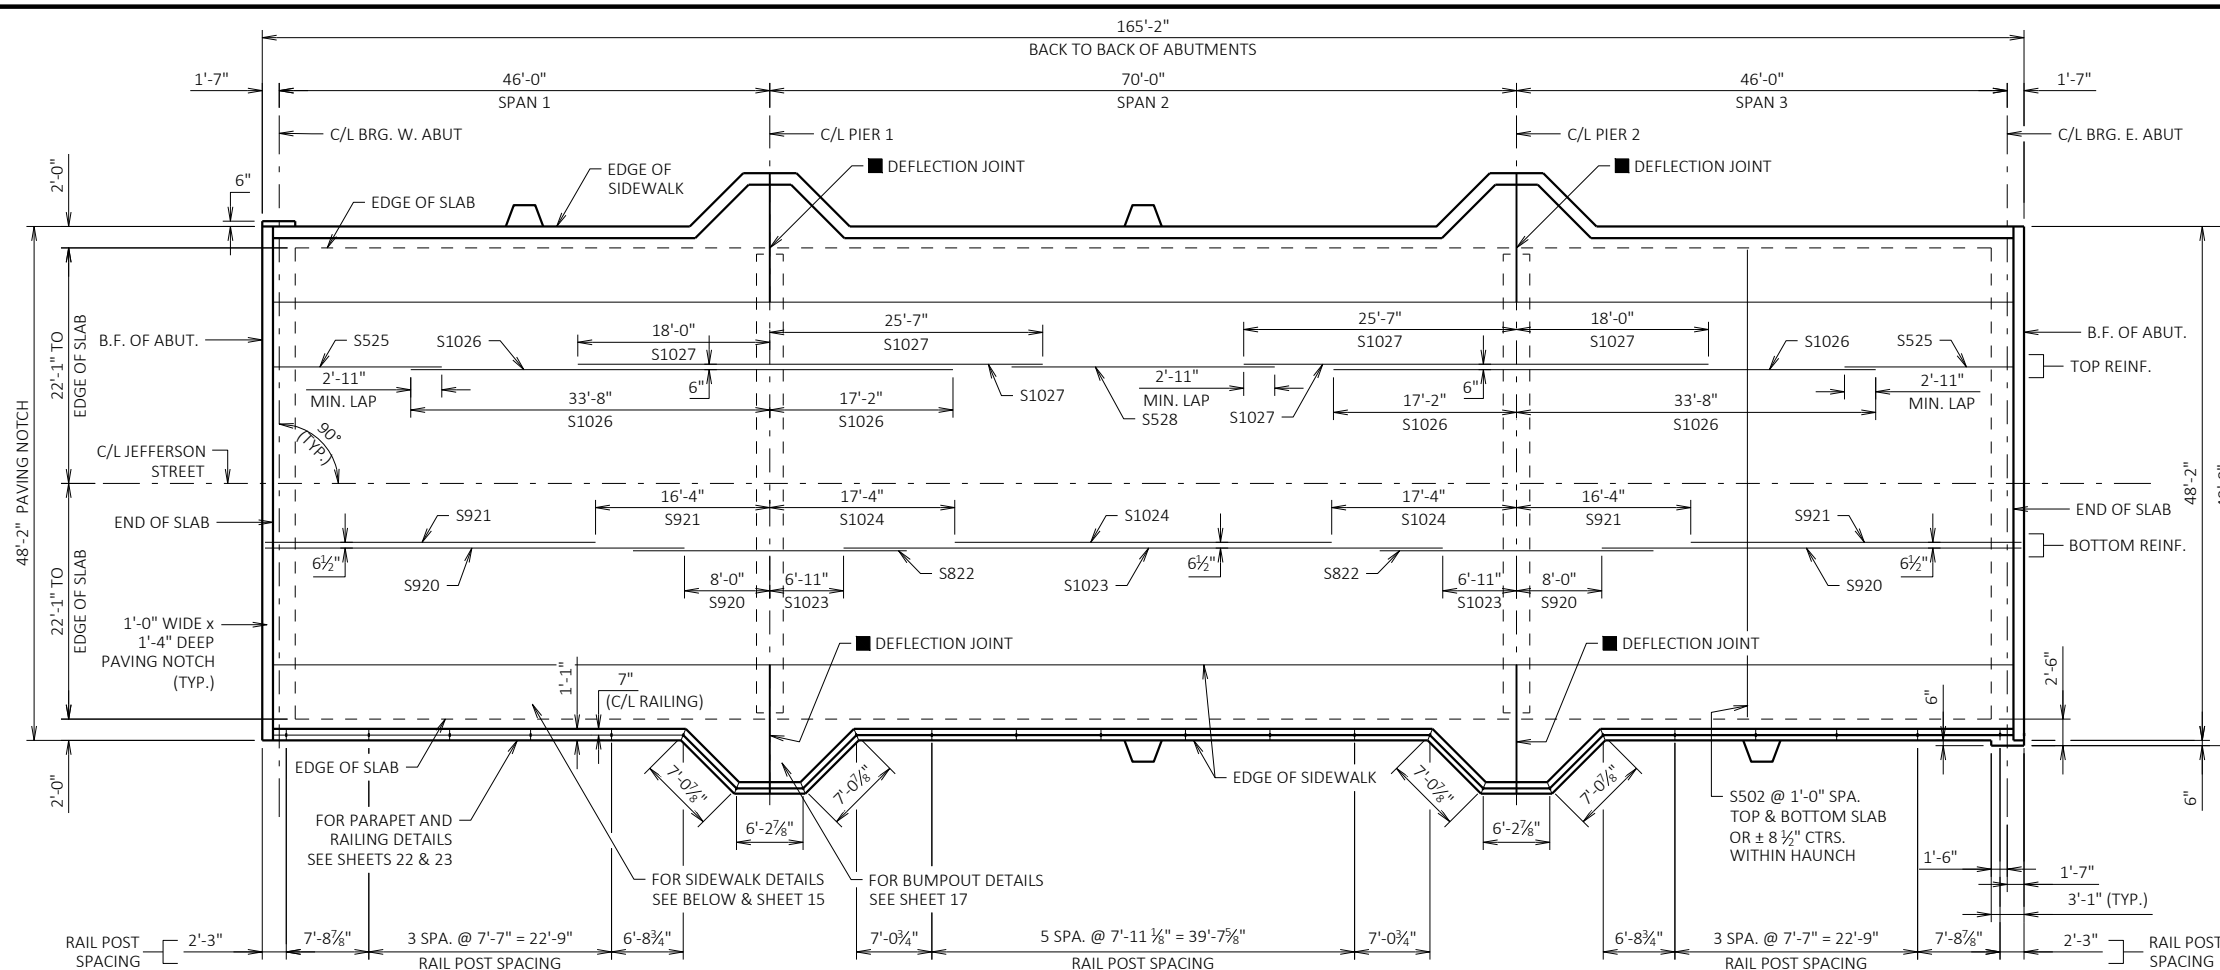 165'-2"
BACK TO BACK OF ABUTMENTS
1'-7"
46'-0"
SPAN 1
70'-0"
SPAN 2
46'-0"
SPAN 3
1'-7"
C/L BRG. W. ABUT
C/L PIER 1
C/L PIER 2
C/L BRG. E. ABUT
2'-0"
6"
EDGE OF SLAB
EDGE OF
SIDEWALK
■ DEFLECTION JOINT
■ DEFLECTION JOINT
22'-1" TO
EDGE OF SLAB
B.F. OF ABUT.
S525
S1026
18'-0"
S1027
25'-7"
S1027
25'-7"
S1027
18'-0"
S1027
S1026
S525
B.F. OF ABUT.
TOP REINF.
2'-11"
MIN. LAP
6"
S1027
2'-11"
MIN. LAP
S528
S1027
6"
2'-11"
MIN. LAP
33'-8"
S1026
17'-2"
S1026
17'-2"
S1026
33'-8"
S1026
48'-2" PAVING NOTCH
C/L JEFFERSON
STREET
90°
(TYP.)
48'-2"
END OF SLAB
S921
16'-4"
S921
17'-4"
S1024
S1024
17'-4"
S1024
16'-4"
S921
S921
END OF SLAB
BOTTOM REINF.
6½"
S920
S822
S1023
6½"
S822
S920
6½"
8'-0"
S920
6'-11"
S1023
6'-11"
S1023
8'-0"
S920
22'-1" TO
EDGE OF SLAB
1'-0" WIDE x
1'-4" DEEP
PAVING NOTCH
(TYP.)
■ DEFLECTION JOINT
■ DEFLECTION JOINT
1'-1"
7"
(C/L RAILING)
6"
2'-6"
2'-0"
EDGE OF SLAB
EDGE OF SIDEWALK
7'-0⅞"
7'-0⅞"
7'-0⅞"
7'-0⅞"
6'-2⅞"
6'-2⅞"
6"
FOR PARAPET AND
RAILING DETAILS
SEE SHEETS 22 & 23
S502 @ 1'-0" SPA.
TOP & BOTTOM SLAB
OR ± 8 ½" CTRS.
WITHIN HAUNCH
FOR SIDEWALK DETAILS
SEE BELOW & SHEET 15
FOR BUMPOUT DETAILS
SEE SHEET 17
1'-6"
1'-7"
3'-1" (TYP.)
RAIL POST
SPACING
2'-3"
7'-8⅞"
3 SPA. @ 7'-7" = 22'-9"
RAIL POST SPACING
6'-8¾"
7'-0¾"
5 SPA. @ 7'-11 ⅛" = 39'-7⅝"
RAIL POST SPACING
7'-0¾"
6'-8¾"
3 SPA. @ 7'-7" = 22'-9"
RAIL POST SPACING
7'-8⅞"
2'-3"
RAIL POST
SPACING